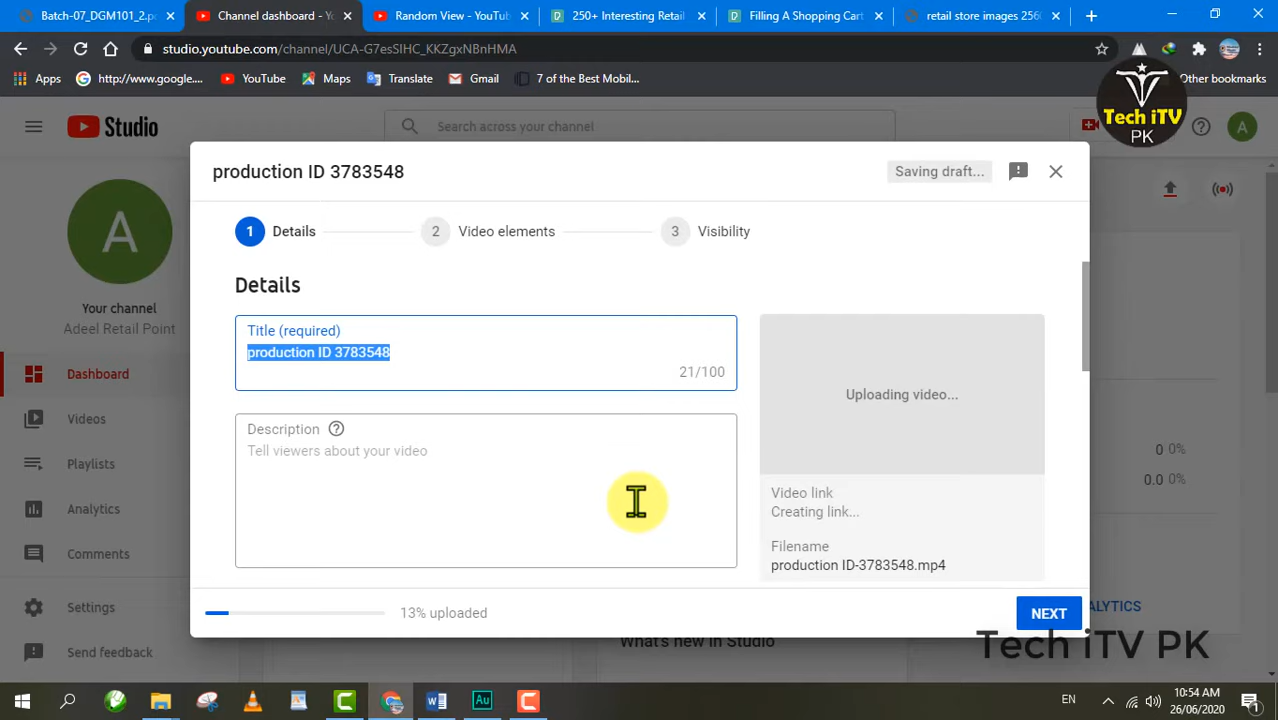 Batch-07_DGM101_2.p
Channel dashboard - Y
Random View - YouTub
250+ Interesting Retail
Filling A Shopping Cart
retail store images 256
studio.youtube.com/channel/UCA-G7esSIHC_KKZgxNBnHMA
Apps
http://www.google....
YouTube
Maps
Translate
Gmail
7 of the Best Mobil...
Other bookmarks
Tech iTV
PK
Studio
Search across your channel
A
production ID 3783548
Saving draft...
1 Details
2 Video elements
3 Visibility
A
Your channel
Adeel Retail Point
Dashboard
Videos
Playlists
Analytics
Comments
Settings
Send feedback
Details
Title (required)
production ID 3783548
21/100
Description
Tell viewers about your video
Uploading video...
Video link
Creating link...
Filename
production ID-3783548.mp4
0 0%
0.0 0%
13% uploaded
NEXT
ALYTICS
What's new in Studio
Tech iTV PK
W
Au
EN
10:54 AM
26/06/2020